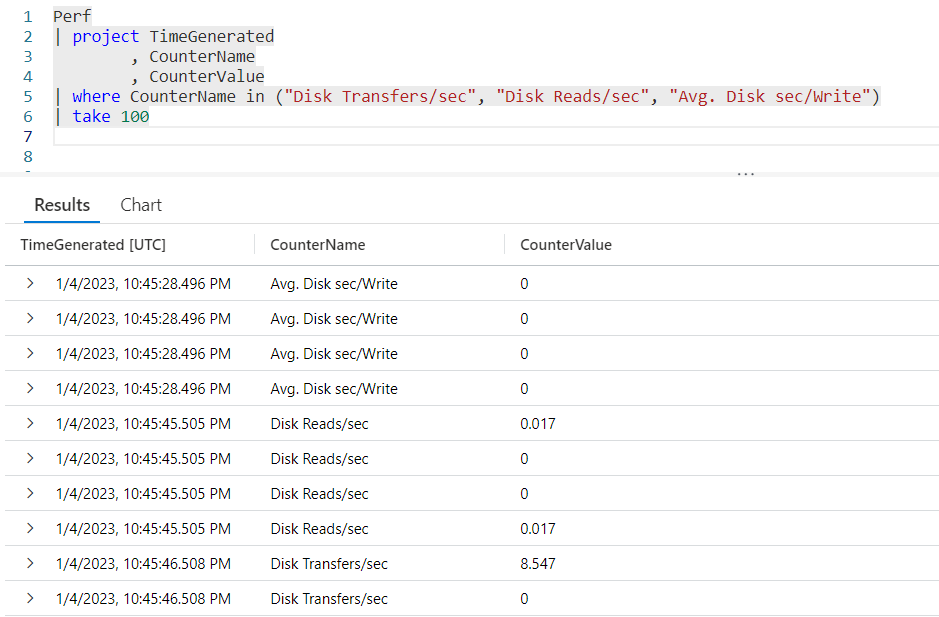 1 Perf
2 | project TimeGenerated
3 , CounterName
4 , CounterValue
5 | where CounterName in ("Disk Transfers/sec", "Disk Reads/sec", "Avg. Disk sec/Write")
6 | take 100
7
8
...
Results Chart
TimeGenerated [UTC] CounterName CounterValue
> 1/4/2023, 10:45:28.496 PM Avg. Disk sec/Write 0
> 1/4/2023, 10:45:28.496 PM Avg. Disk sec/Write 0
> 1/4/2023, 10:45:28.496 PM Avg. Disk sec/Write 0
> 1/4/2023, 10:45:28.496 PM Avg. Disk sec/Write 0
> 1/4/2023, 10:45:45.505 PM Disk Reads/sec 0.017
> 1/4/2023, 10:45:45.505 PM Disk Reads/sec 0
> 1/4/2023, 10:45:45.505 PM Disk Reads/sec 0
> 1/4/2023, 10:45:45.505 PM Disk Reads/sec 0.017
> 1/4/2023, 10:45:46.508 PM Disk Transfers/sec 8.547
> 1/4/2023, 10:45:46.508 PM Disk Transfers/sec 0